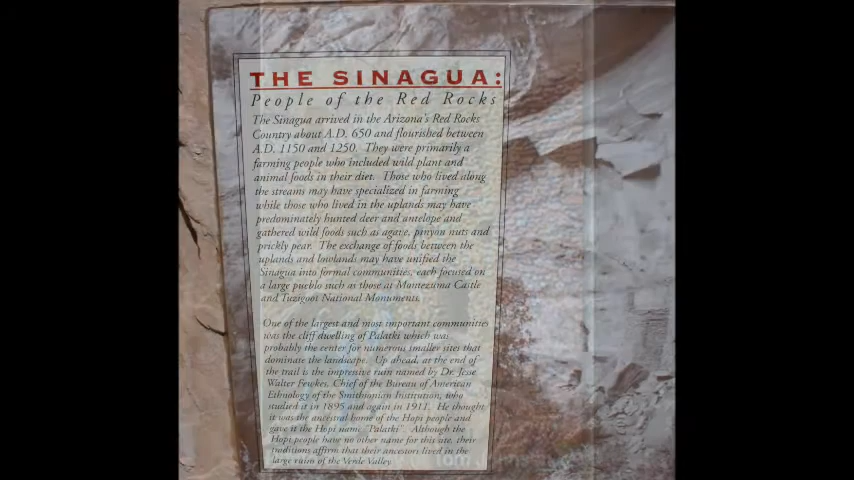 THE SINAGUA:
People of the Red Rocks
The Sinagua arrived in the Arizona's Red Rocks
Country about A.D. 650 and flourished between
A.D. 1150 and 1250. They were primarily a
farming people who included wild plant and
animal foods in their diet. Those who lived along
the streams may have specialized in farming
while those who lived in the uplands may have
predominately hunted deer and antelope and
gathered wild foods such as agave, pinyon nuts and
prickly pear. The exchange of foods between the
uplands and lowlands may have unified the
Sinagua into formal communities, each focused on
a large pueblo such as those at Montezuma Castle
and Tuzigoot National Monuments.
One of the largest and most important communities
was the cliff dwelling of Palatki which was
probably the center for numerous smaller sites that
dominate the landscape. Up ahead, at the end of
the trail is the impressive ruin named by Dr. Jesse
Walter Fewkes, Chief of the Bureau of American
Ethnology of the Smithsonian Institution, who
studied it in 1895 and again in 1911. He thought
it was the ancestral home of the Hopi people and
gave it the Hopi name "Palatki". Although the
Hopi people have no other name for this site, their
traditions affirm that their ancestors lived in the
large ruins of the Verde Valley.